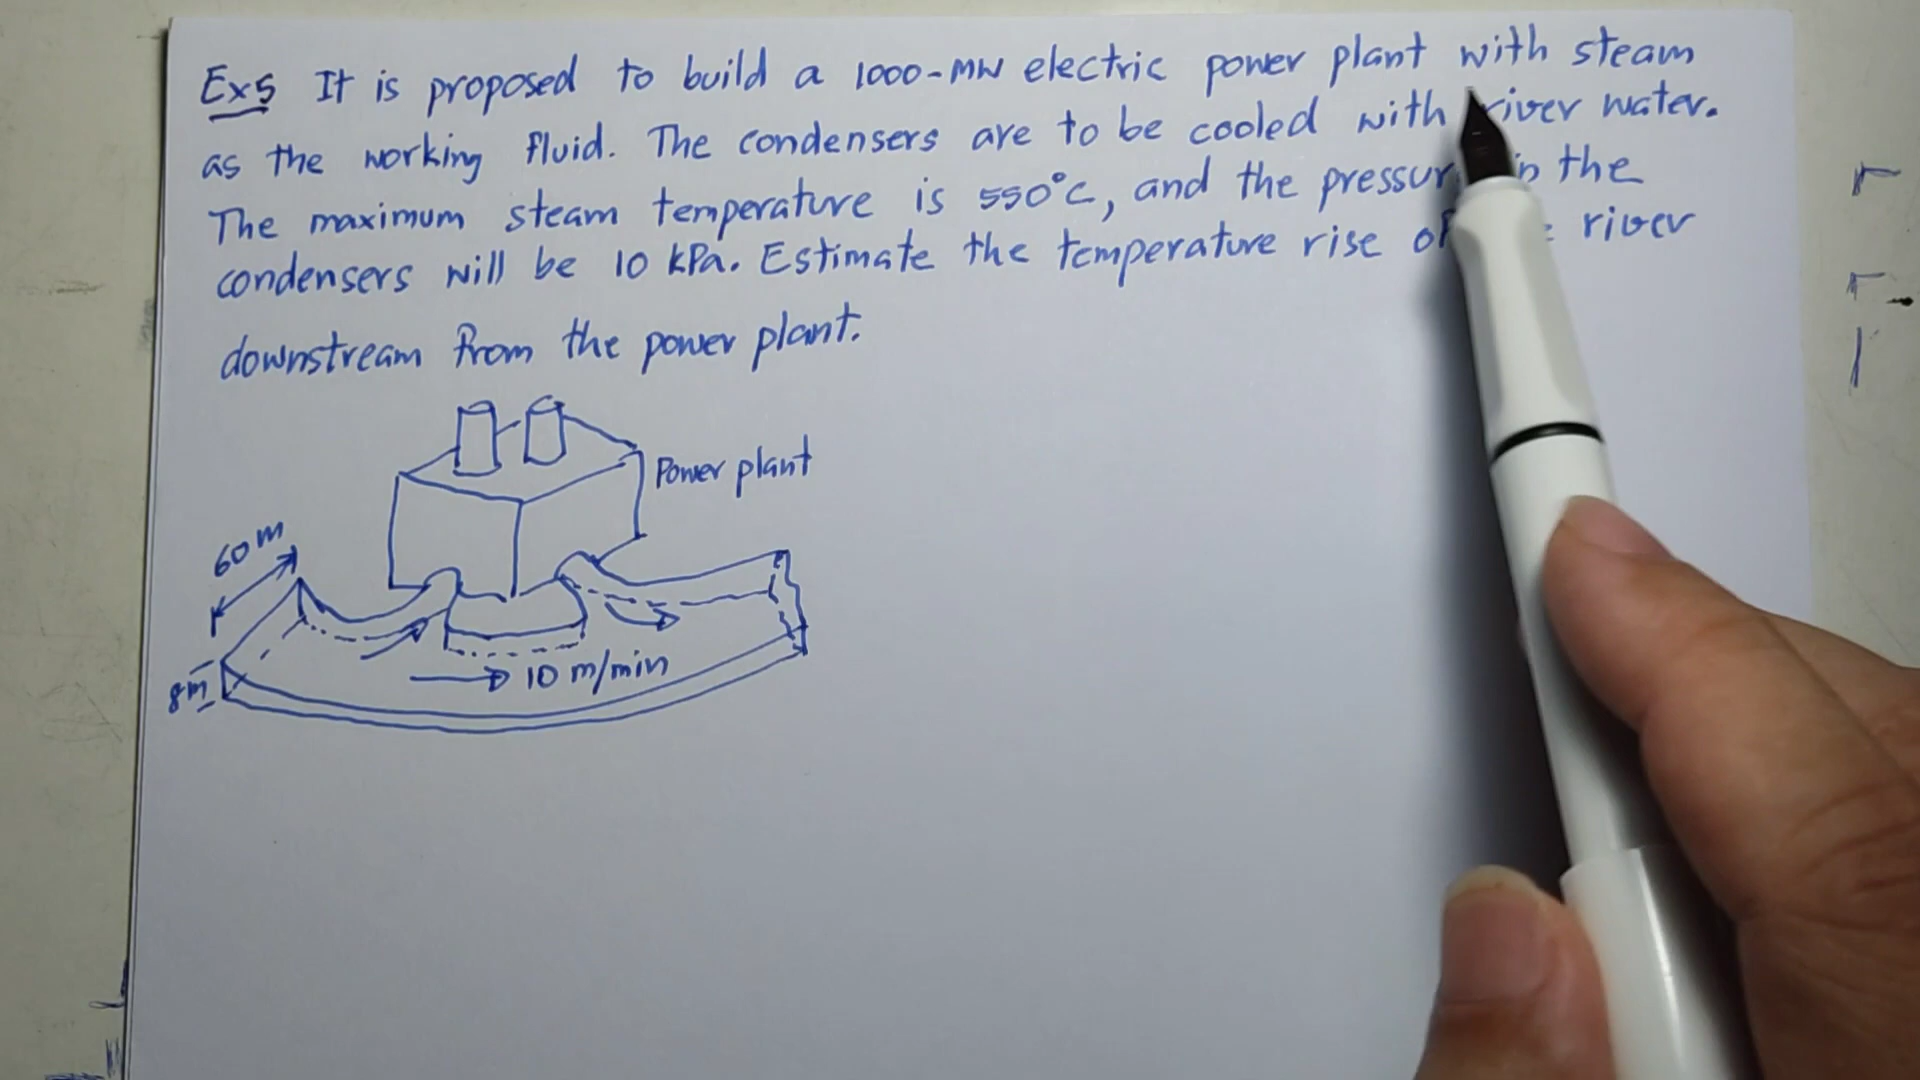 Ex5 It is proposed to build a 1000-MW electric power plant with steam
as the working fluid. The condensers are to be cooled with river water.
The maximum steam temperature is 550°C, and the pressure in the
condensers will be 10 kPa. Estimate the temperature rise of river
downstream from the power plant.
Power plant
60 m
8m
10 m/min